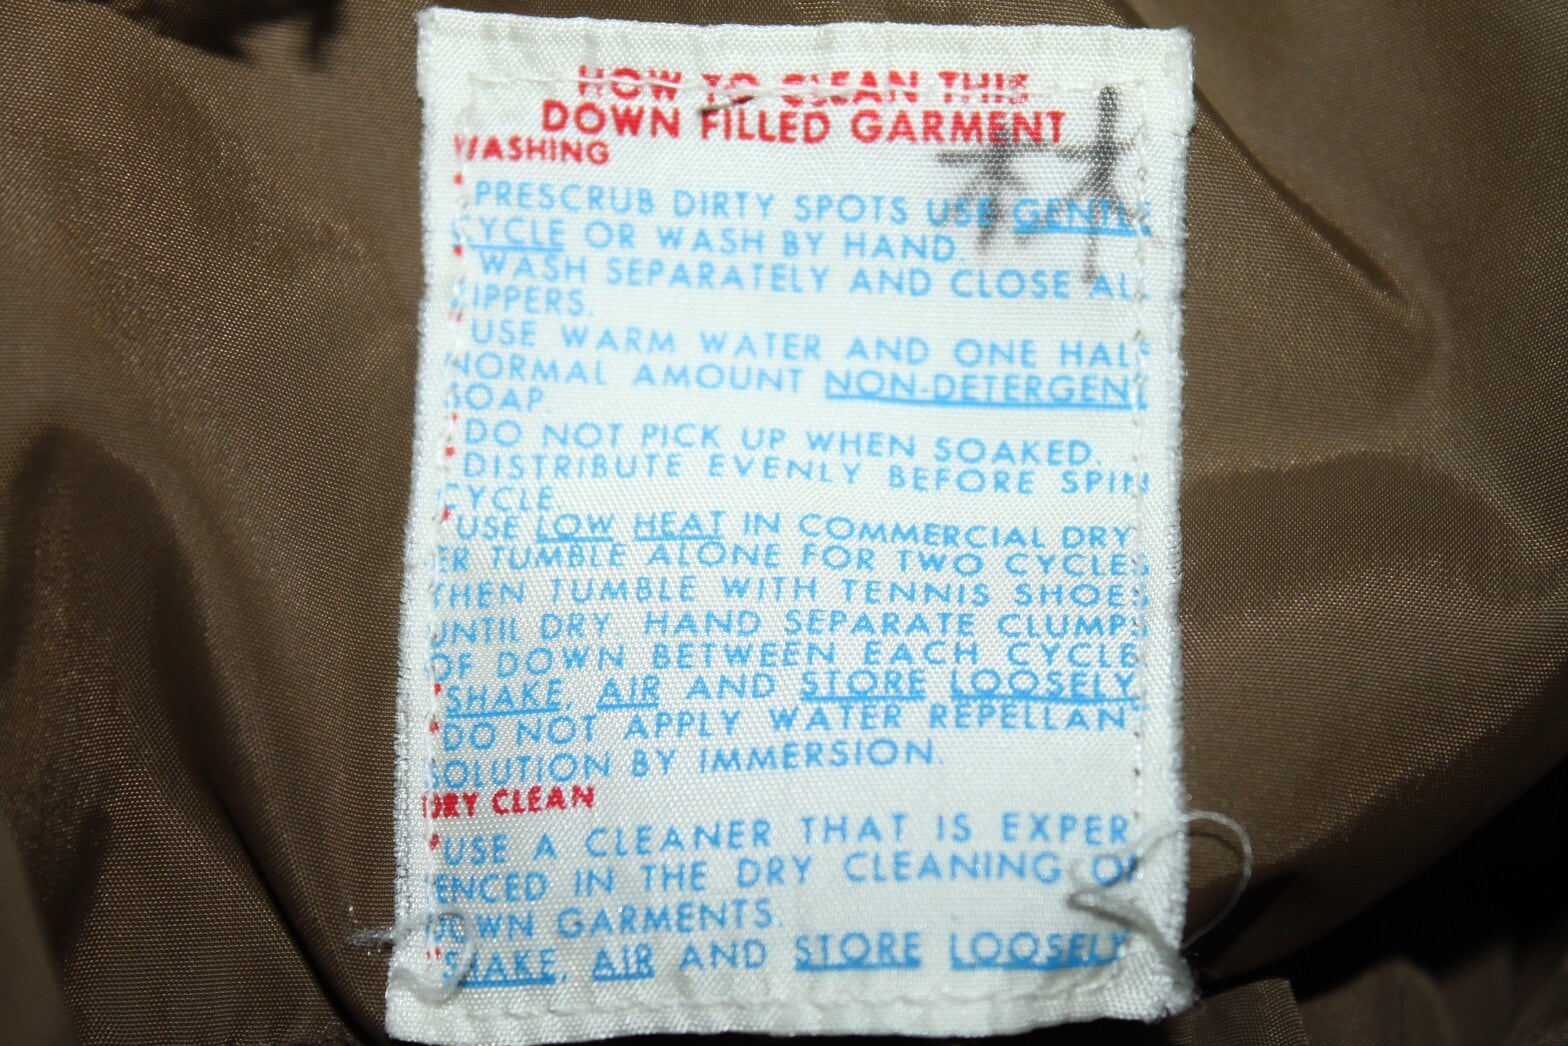 HOW TO CLEAN THIS
DOWN FILLED GARMENT
WASHING
PRESCRUB DIRTY SPOTS USE GENTLE
CYCLE OR WASH BY HAND.
WASH SEPARATELY AND CLOSE ALL
ZIPPERS.
USE WARM WATER AND ONE HALF
NORMAL AMOUNT NON-DETERGENT
SOAP.
DO NOT PICK UP WHEN SOAKED.
DISTRIBUTE EVENLY BEFORE SPIN
CYCLE
USE LOW HEAT IN COMMERCIAL DRY
ER TUMBLE ALONE FOR TWO CYCLES
THEN TUMBLE WITH TENNIS SHOES
UNTIL DRY. HAND SEPARATE CLUMPS
OF DOWN BETWEEN EACH CYCLE
SHAKE, AIR AND STORE LOOSELY
DO NOT APPLY WATER REPELLANT
SOLUTION BY IMMERSION.
DRY CLEAN
USE A CLEANER THAT IS EXPER
ENCED IN THE DRY CLEANING OF
DOWN GARMENTS.
SHAKE, AIR AND STORE LOOSELY